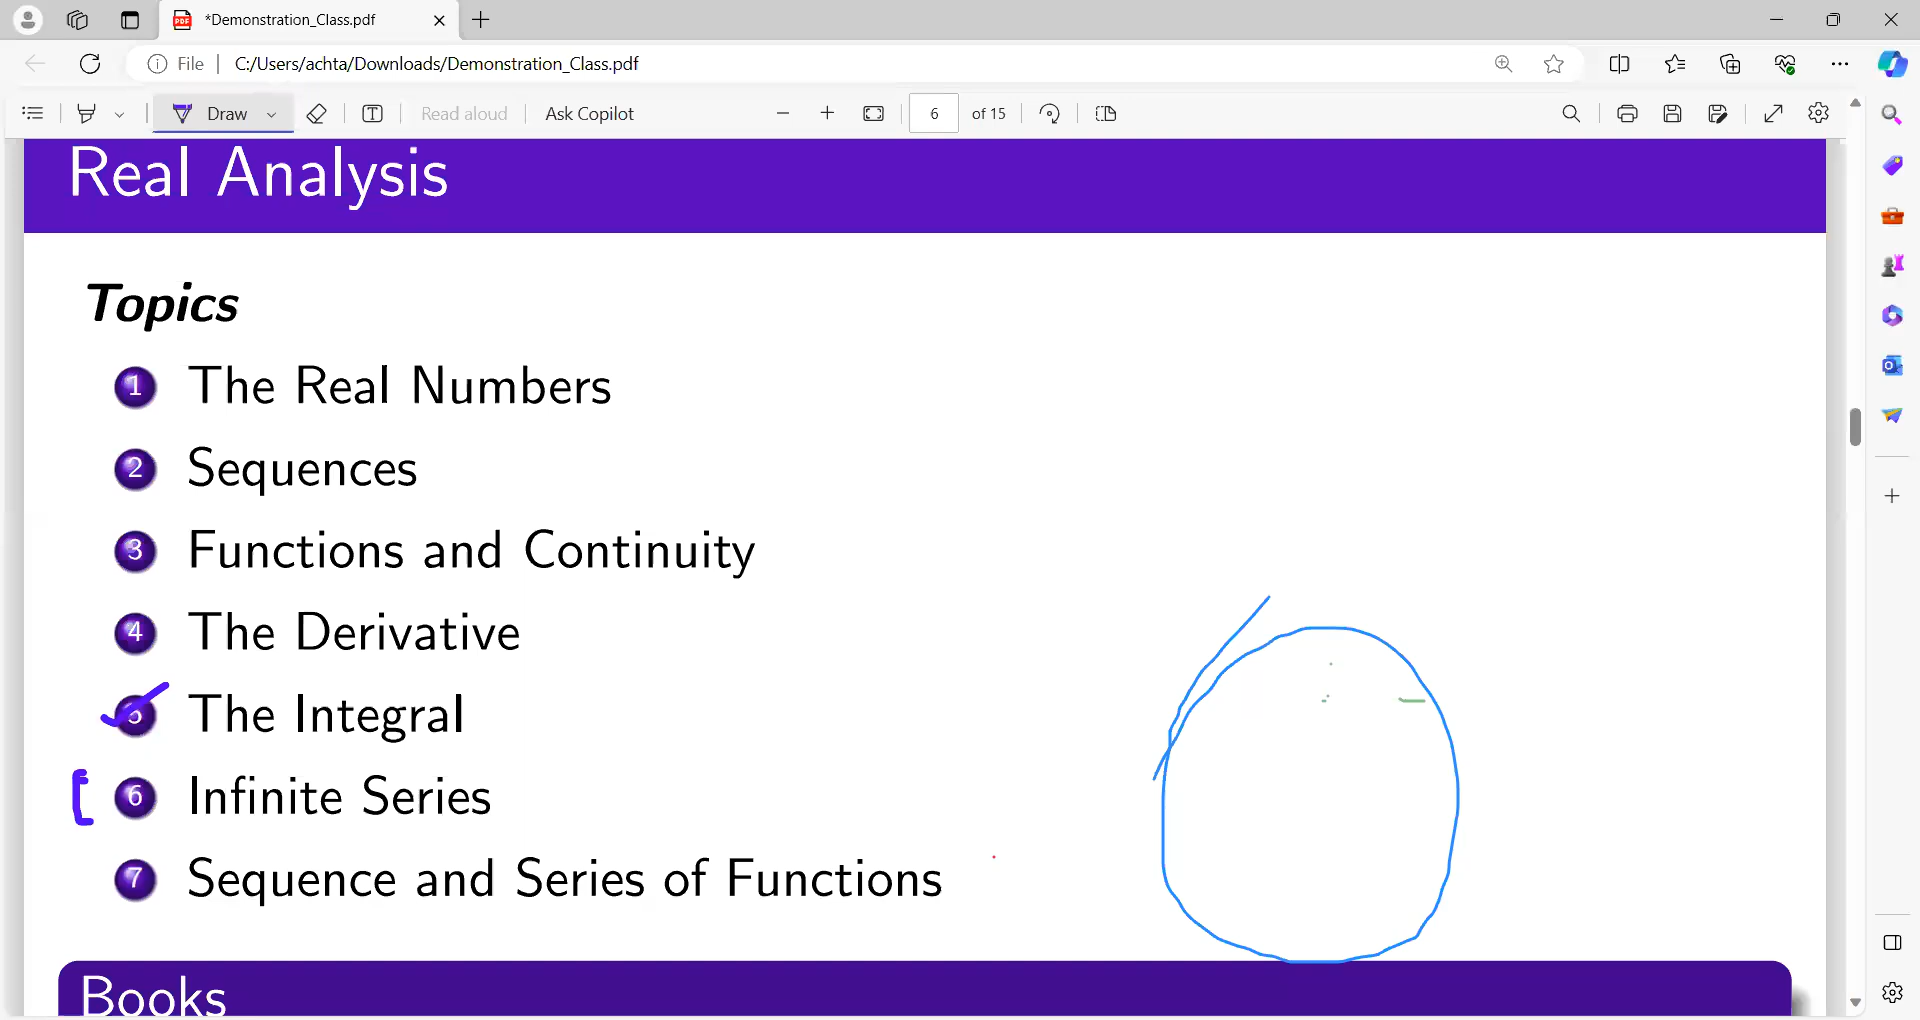 *Demonstration_Class.pdf
File | C:/Users/achta/Downloads/Demonstration_Class.pdf
Draw Read aloud Ask Copilot 6 of 15
Real Analysis
Topics
1 The Real Numbers
2 Sequences
3 Functions and Continuity
4 The Derivative
5 The Integral
6 Infinite Series
7 Sequence and Series of Functions
Books